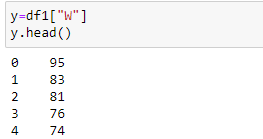 y=df1["W"]
y.head()
0    95
1    83
2    81
3    76
4    74